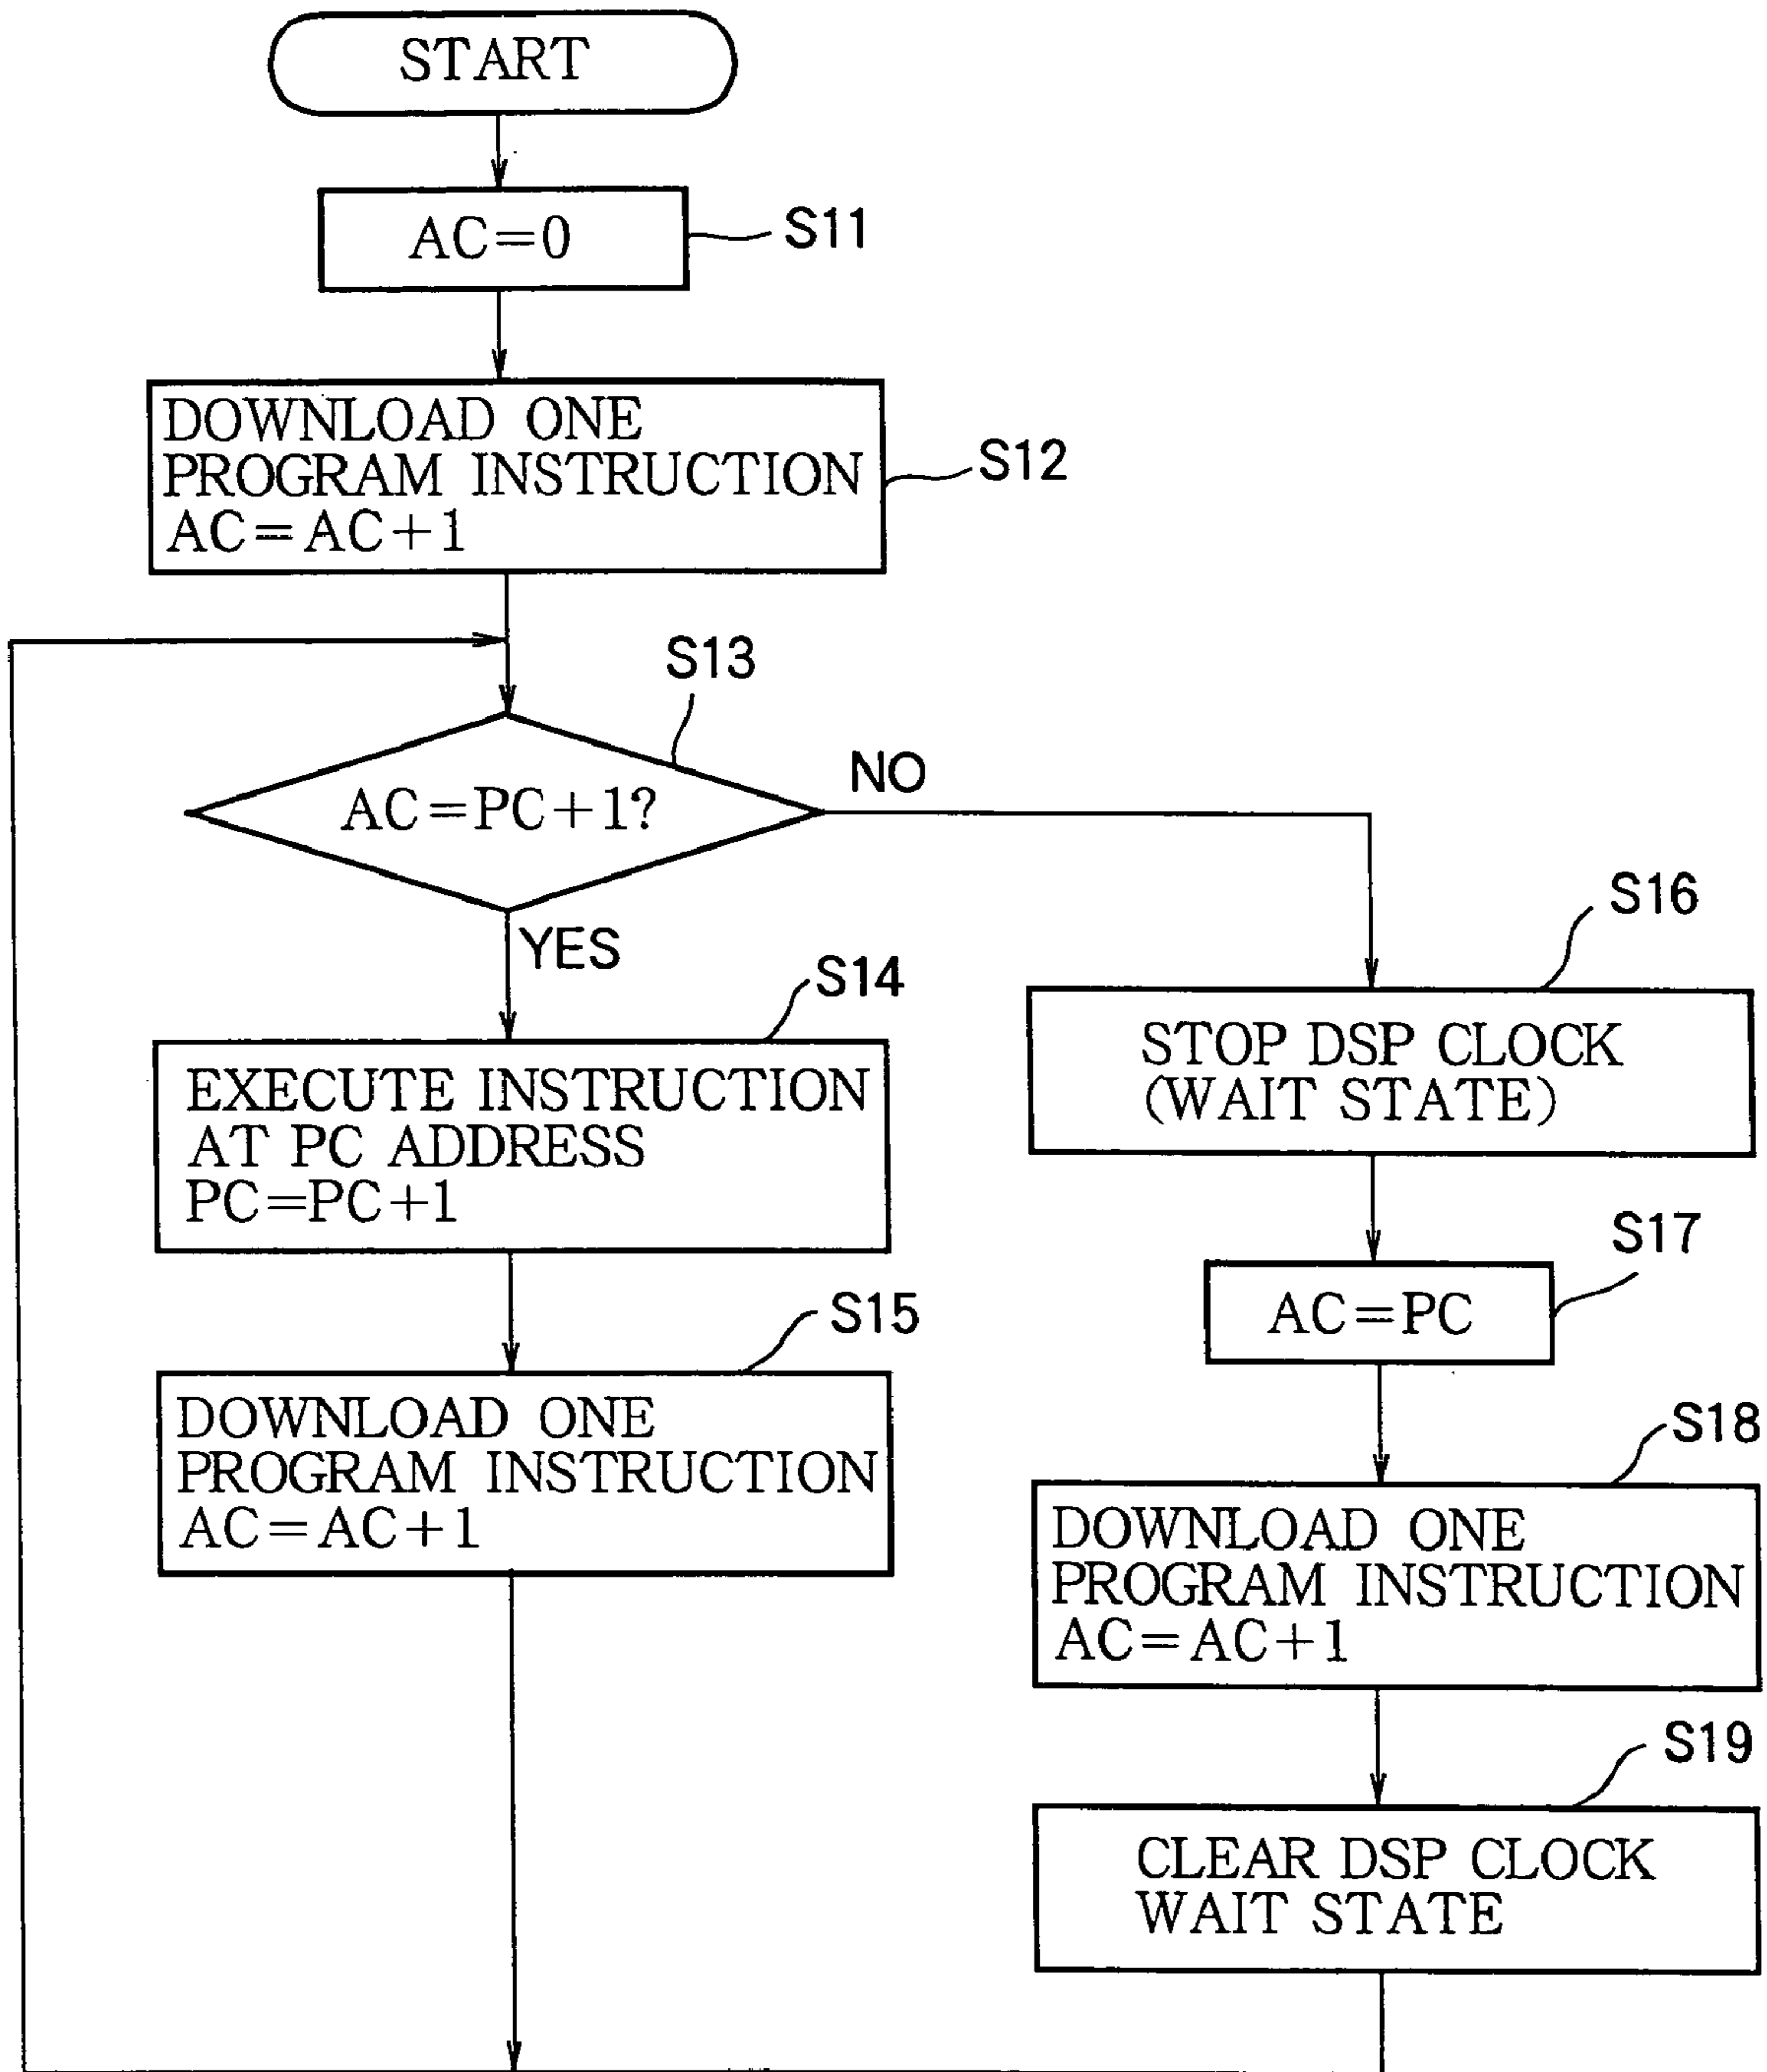 START
AC=0
S11
DOWNLOAD ONE
PROGRAM INSTRUCTION
AC=AC+1
S12
S13
AC=PC+1?
NO
YES
S14
EXECUTE INSTRUCTION
AT PC ADDRESS
PC=PC+1
S15
DOWNLOAD ONE
PROGRAM INSTRUCTION
AC=AC+1
S16
STOP DSP CLOCK
(WAIT STATE)
S17
AC=PC
S18
DOWNLOAD ONE
PROGRAM INSTRUCTION
AC=AC+1
S19
CLEAR DSP CLOCK
WAIT STATE